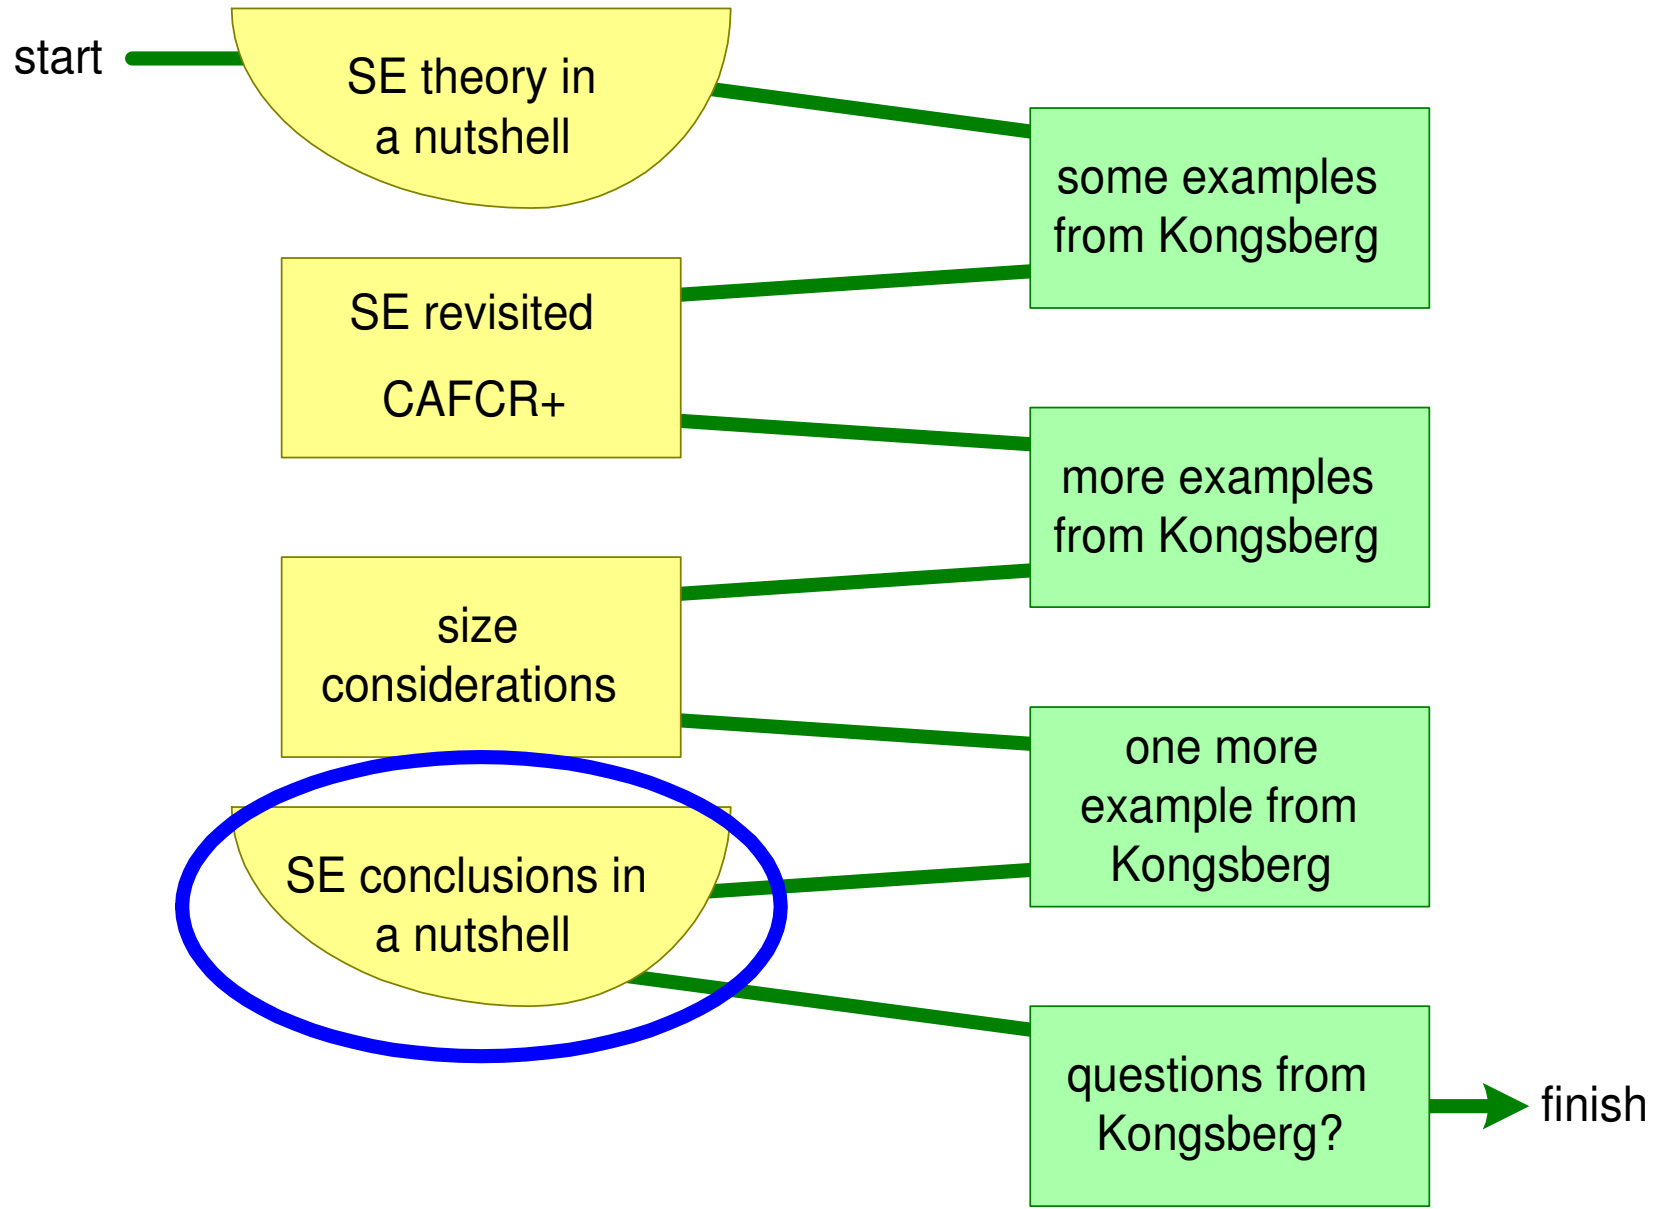 start
SE theory in
a nutshell
some examples
from Kongsberg
SE revisited
CAFCR+
more examples
from Kongsberg
size
considerations
one more
example from
Kongsberg
SE conclusions in
a nutshell
questions from
Kongsberg?
finish